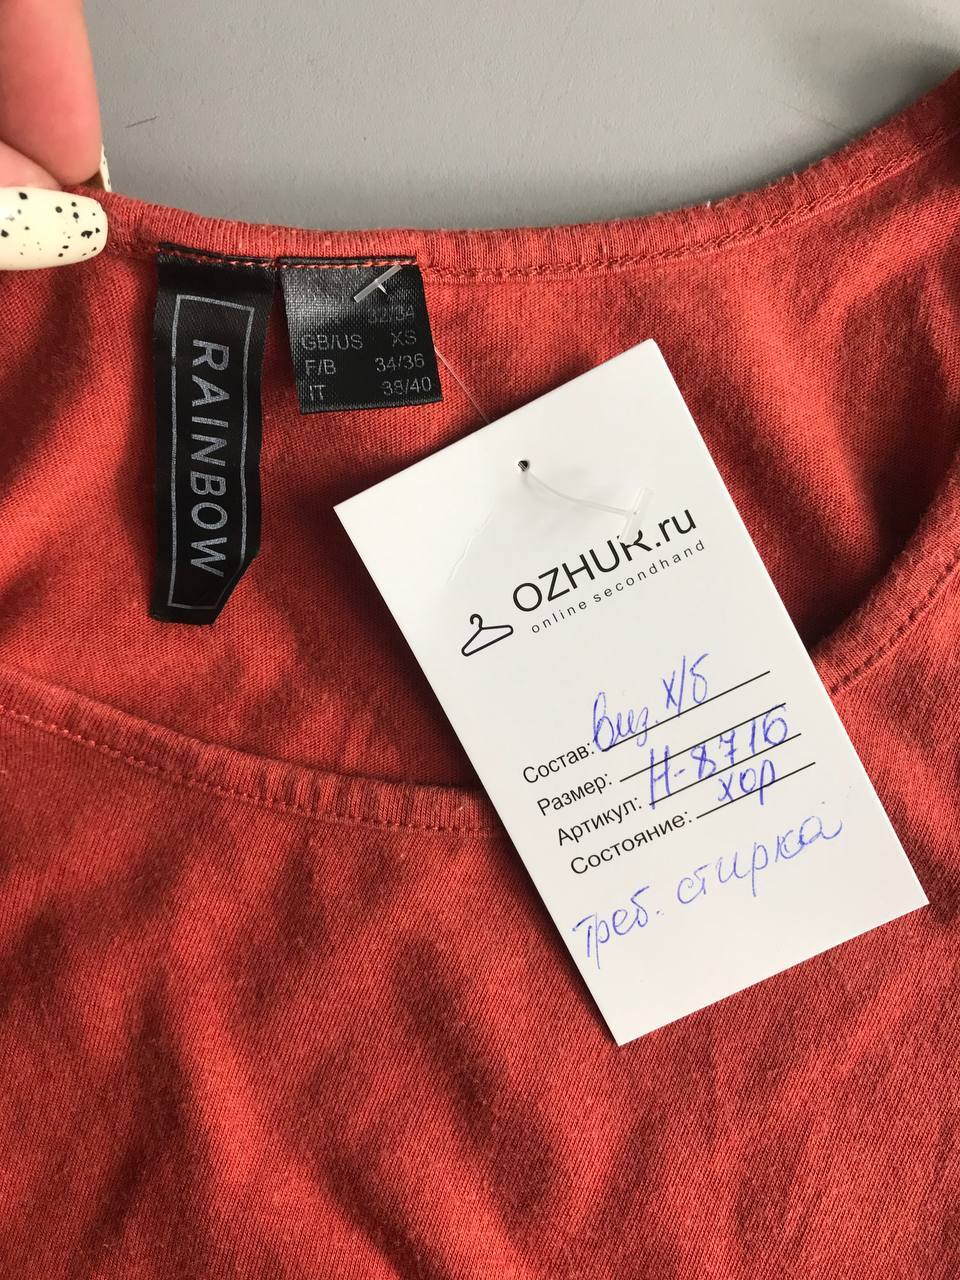 RAINBOW
32/34
GB/US XS
F/B 34/36
IT 38/40
OZHUR.ru
online secondhand
Состав: виз. х/б
Размер:
Артикул: Н-8716
Состояние: хор
треб. стирка